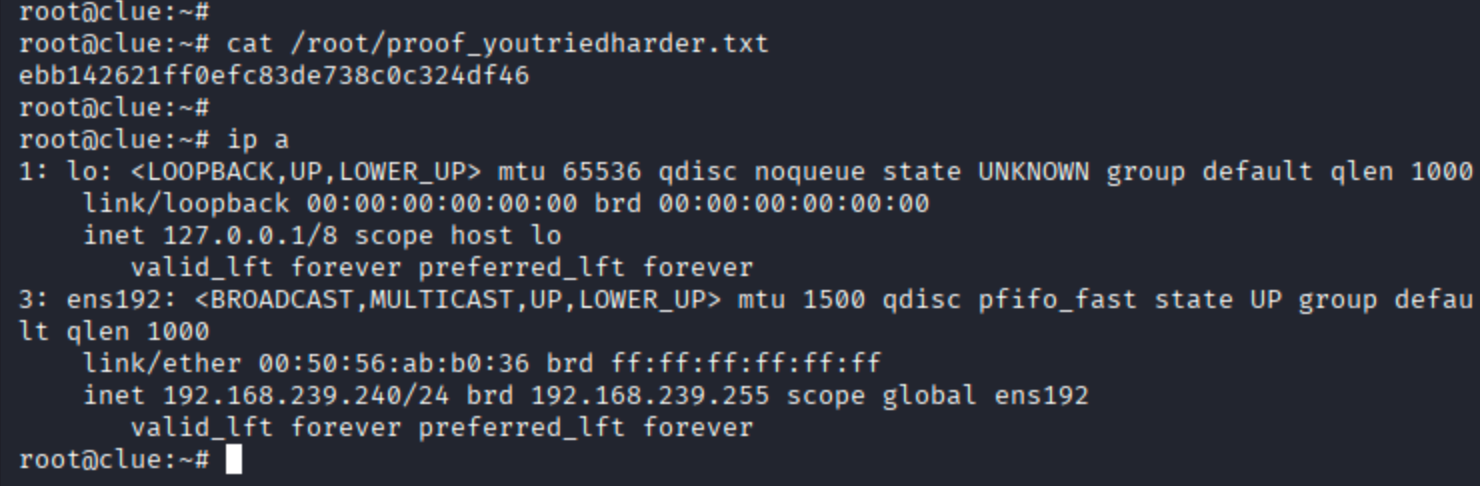 root@clue:~#
root@clue:~# cat /root/proof_youtriedharder.txt
ebb142621ff0efc83de738c0c324df46
root@clue:~#
root@clue:~# ip a
1: lo: <LOOPBACK,UP,LOWER_UP> mtu 65536 qdisc noqueue state UNKNOWN group default qlen 1000
    link/loopback 00:00:00:00:00:00 brd 00:00:00:00:00:00
    inet 127.0.0.1/8 scope host lo
       valid_lft forever preferred_lft forever
3: ens192: <BROADCAST,MULTICAST,UP,LOWER_UP> mtu 1500 qdisc pfifo_fast state UP group defau
lt qlen 1000
    link/ether 00:50:56:ab:b0:36 brd ff:ff:ff:ff:ff:ff
    inet 192.168.239.240/24 brd 192.168.239.255 scope global ens192
       valid_lft forever preferred_lft forever
root@clue:~#